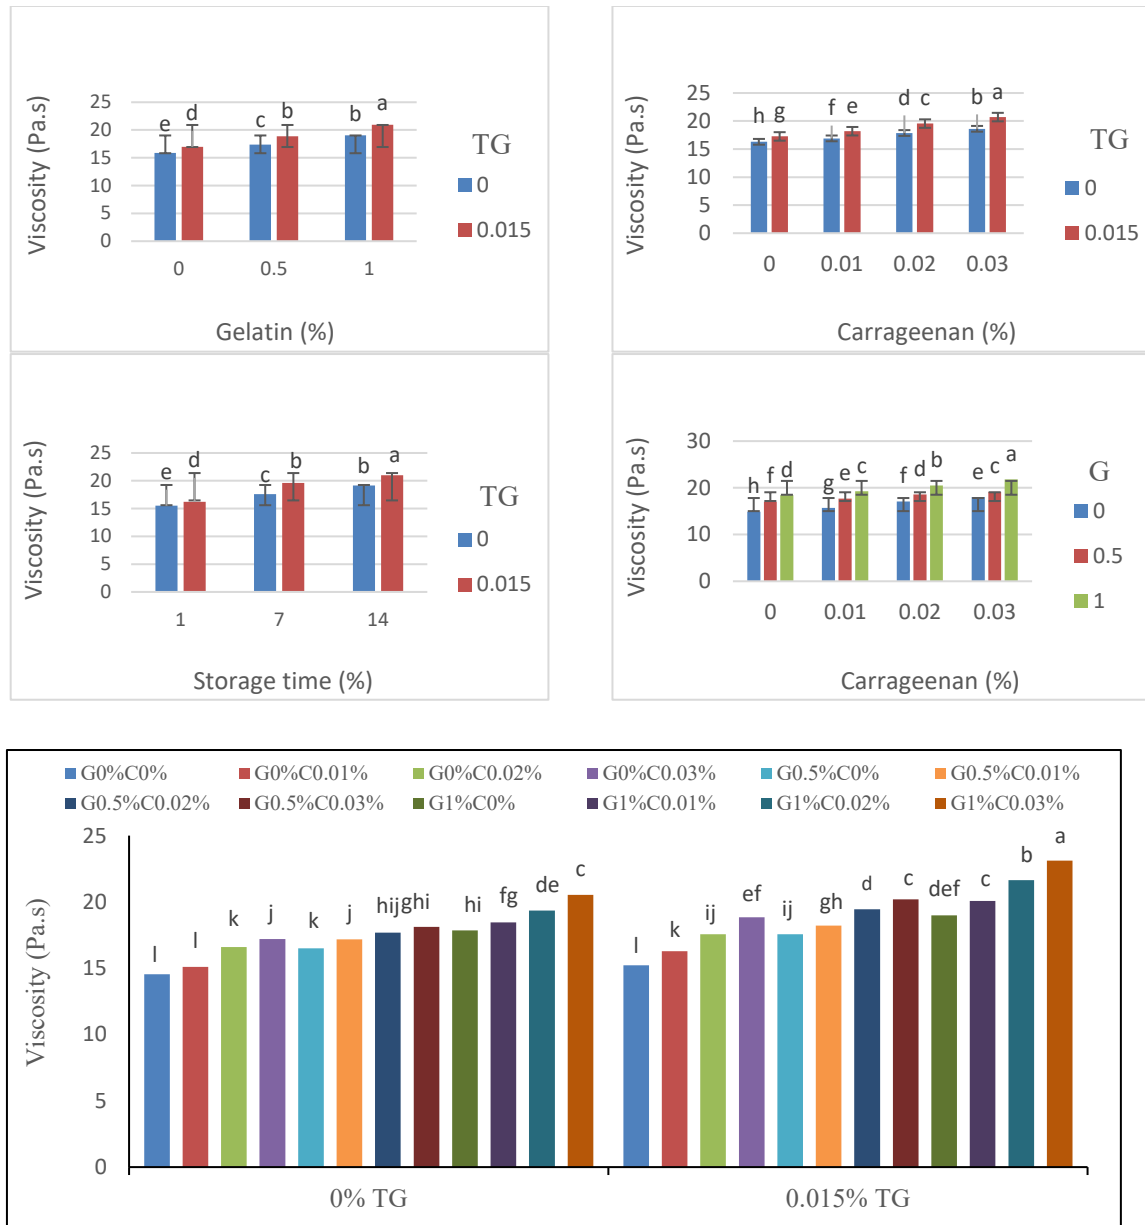 25
20
15
10
5
0
Viscosity (Pa.s)
e d c b b a
TG
0
0.015
0 0.5 1
Gelatin (%)
25
20
15
10
5
0
Viscosity (Pa.s)
h g f e d c b a
TG
0
0.015
0 0.01 0.02 0.03
Carrageenan (%)
25
20
15
10
5
0
Viscosity (Pa.s)
e d c b b a
TG
0
0.015
1 7 14
Storage time (%)
30
20
10
0
Viscosity (Pa.s)
h f d g e c f d b e c a
G
0
0.5
1
0 0.01 0.02 0.03
Carrageenan (%)
G0%C0% G0%C0.01% G0%C0.02% G0%C0.03% G0.5%C0% G0.5%C0.01%
G0.5%C0.02% G0.5%C0.03% G1%C0% G1%C0.01% G1%C0.02% G1%C0.03%
25
20
15
10
5
0
Viscosity (Pa.s)
l l k j k j hij ghi hi fg de c l k ij ef ij gh d c def c b a
0% TG 0.015% TG